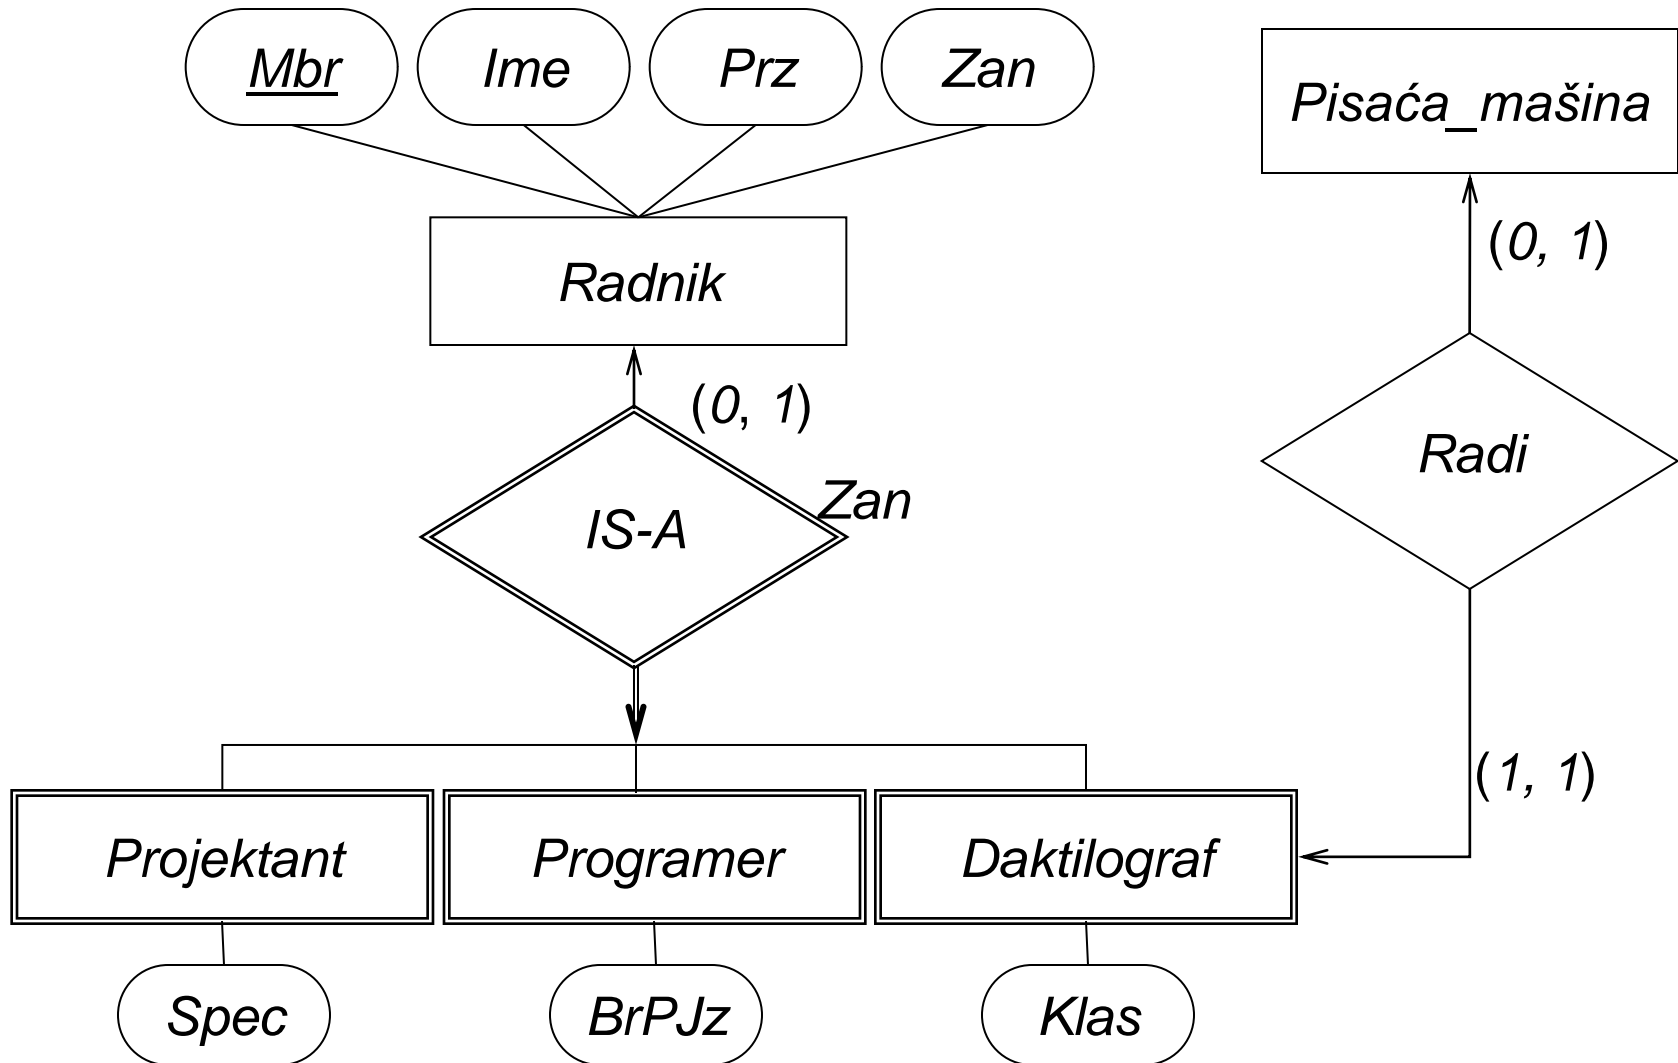 Mbr
Ime
Prz
Zan
Pisaća_mašina
Radnik
(0, 1)
(0, 1)
Radi
Zan
IS-A
(1, 1)
Projektant
Programer
Daktilograf
Spec
BrPJz
Klas